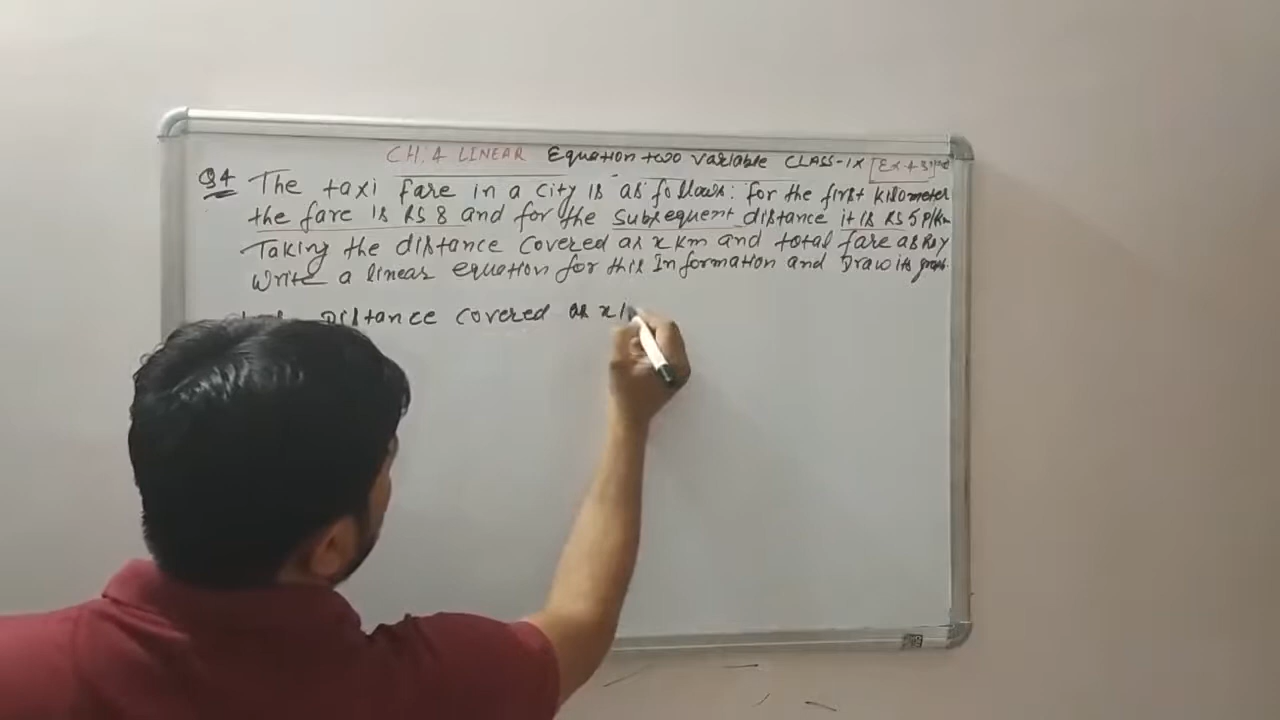 CH. 4 LINEAR Equation two variable CLASS-IX [Ex 4.3]
Q4 The taxi fare in a city is as follows: for the first kilometer
the fare is RS 8 and for the subsequent distance it is RS 5 P/Km
Taking the distance covered as x km and total fare as RS y
Write a linear equation for this Information and Draw its graph.
Distance covered as x